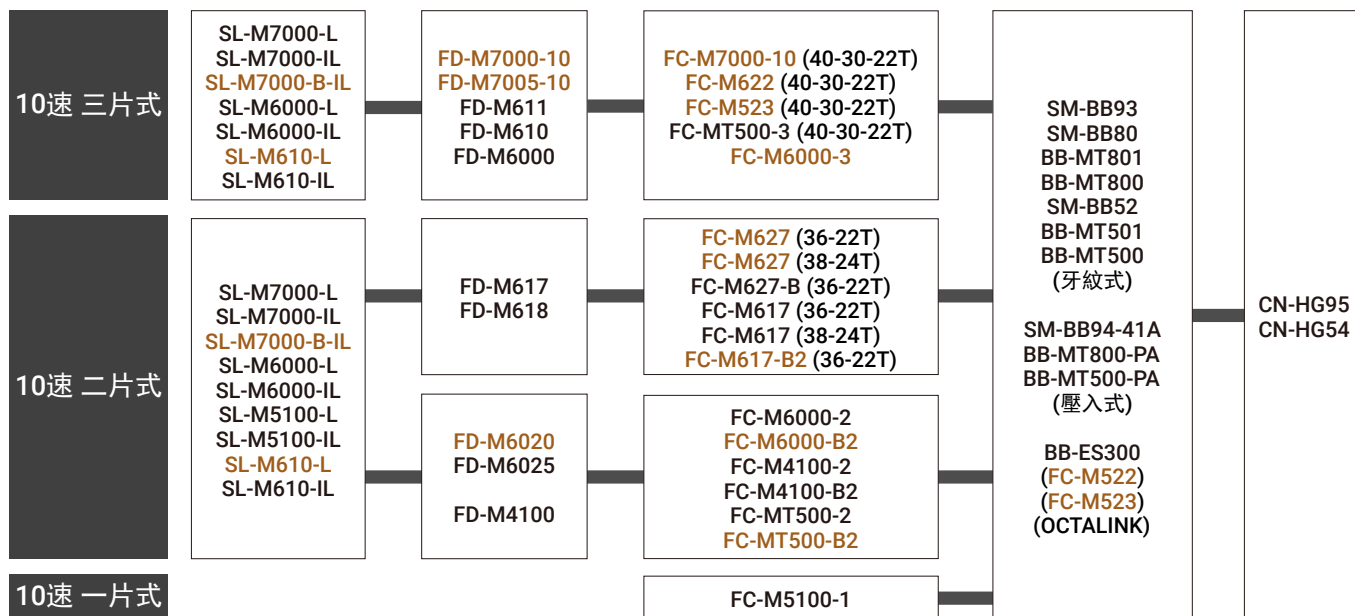 10速 三片式
SL-M7000-L
SL-M7000-IL
SL-M7000-B-IL
SL-M6000-L
SL-M6000-IL
SL-M610-L
SL-M610-IL
FD-M7000-10
FD-M7005-10
FD-M611
FD-M610
FD-M6000
FC-M7000-10 (40-30-22T)
FC-M622 (40-30-22T)
FC-M523 (40-30-22T)
FC-MT500-3 (40-30-22T)
FC-M6000-3
10速 二片式
SL-M7000-L
SL-M7000-IL
SL-M7000-B-IL
SL-M6000-L
SL-M6000-IL
SL-M5100-L
SL-M5100-IL
SL-M610-L
SL-M610-IL
FD-M617
FD-M618
FC-M627 (36-22T)
FC-M627 (38-24T)
FC-M627-B (36-22T)
FC-M617 (36-22T)
FC-M617 (38-24T)
FC-M617-B2 (36-22T)
FD-M6020
FD-M6025
FD-M4100
FC-M6000-2
FC-M6000-B2
FC-M4100-2
FC-M4100-B2
FC-MT500-2
FC-MT500-B2
10速 一片式
FC-M5100-1
SM-BB93
SM-BB80
BB-MT801
BB-MT800
SM-BB52
BB-MT501
BB-MT500
(牙紋式)
SM-BB94-41A
BB-MT800-PA
BB-MT500-PA
(壓入式)
BB-ES300
(FC-M522)
(FC-M523)
(OCTALINK)
CN-HG95
CN-HG54